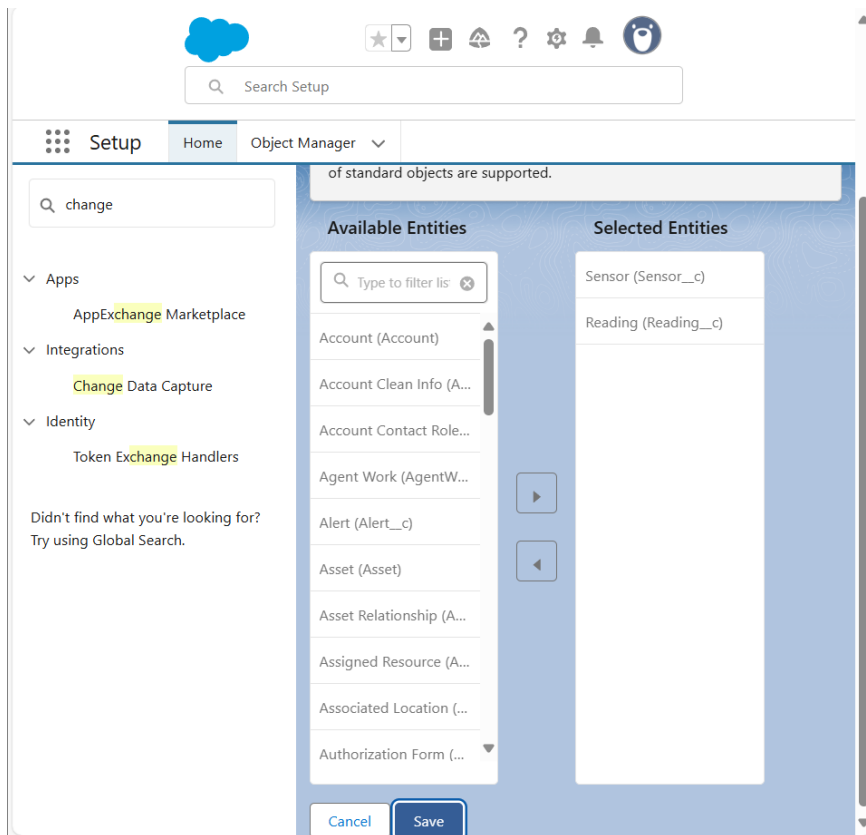 Search Setup
Setup
Home
Object Manager
change
Apps
AppExchange Marketplace
Integrations
Change Data Capture
Identity
Token Exchange Handlers
Didn't find what you're looking for?
Try using Global Search.
of standard objects are supported.
Available Entities
Type to filter lis
Account (Account)
Account Clean Info (A...
Account Contact Role...
Agent Work (AgentW...
Alert (Alert__c)
Asset (Asset)
Asset Relationship (A...
Assigned Resource (A...
Associated Location (...
Authorization Form (...
Selected Entities
Sensor (Sensor__c)
Reading (Reading__c)
Cancel
Save